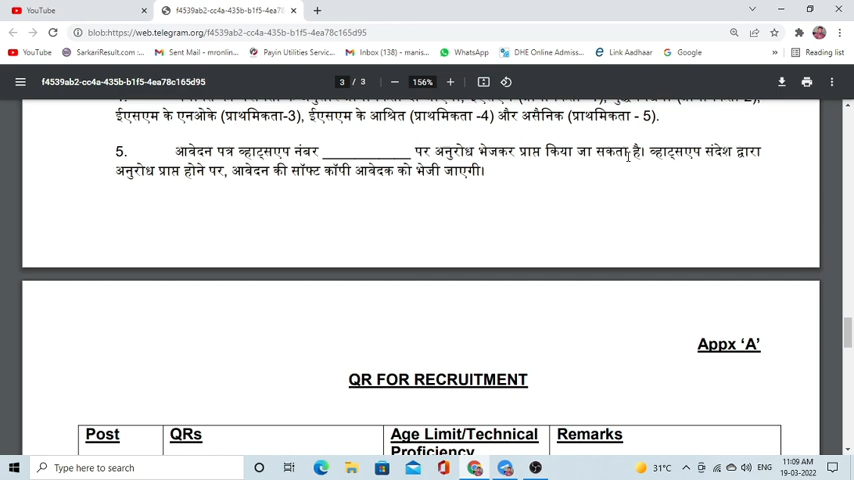 YouTube
f4539ab2-cc4a-435b-b1f5-4ea78c
blob:https://web.telegram.org/f4539ab2-cc4a-435b-b1f5-4ea78c165d95
YouTube
SarkariResult.com :...
Sent Mail - mronlin...
Payin Utilities Servic...
Inbox (138) - manis...
WhatsApp
DHE Online Admiss...
Link Aadhaar
Google
»
Reading list
f4539ab2-cc4a-435b-b1f5-4ea78c165d95
3 / 3
156%
ईएसएम के एनओके (प्राथमिकता-3), ईएसएम के आश्रित (प्राथमिकता -4) और असैनिक (प्राथमिकता - 5).
5. आवेदन पत्र व्हाट्सएप नंबर ____________ पर अनुरोध भेजकर प्राप्त किया जा सकता है। व्हाट्सएप संदेश द्वारा
अनुरोध प्राप्त होने पर, आवेदन की सॉफ्ट कॉपी आवेदक को भेजी जाएगी।
Appx ‘A’
QR FOR RECRUITMENT
Post
QRs
Age Limit/Technical
Proficiency
Remarks
Type here to search
31°C
ENG
11:09 AM
19-03-2022